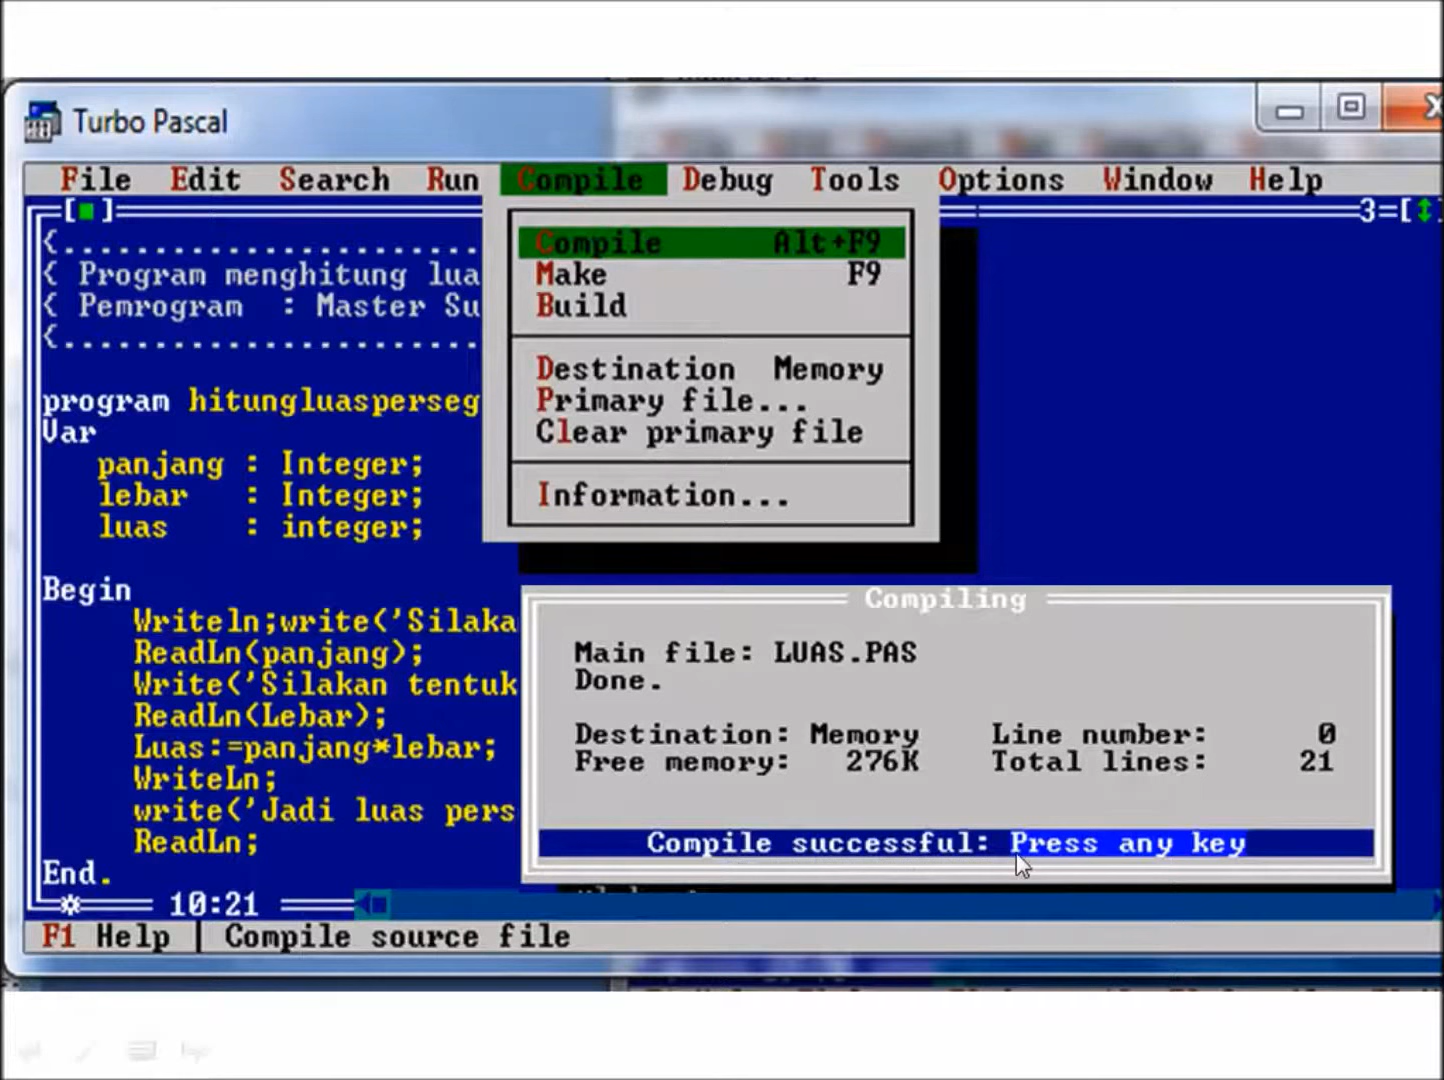 Turbo Pascal
File Edit Search Run Compile Debug Tools Options Window Help
3=[↕]
{..........................
{ Program menghitung lua
{ Pemrogram : Master Su
{..........................
program hitungluasperseg
Var
panjang : Integer;
lebar : Integer;
luas : integer;
Begin
Writeln;write('Silaka
ReadLn(panjang);
Write('Silakan tentuk
ReadLn(Lebar);
Luas:=panjang*lebar;
WriteLn;
write('Jadi luas pers
ReadLn;
End.
10:21
Compile Alt+F9
Make F9
Build
Destination Memory
Primary file...
Clear primary file
Information...
Compiling
Main file: LUAS.PAS
Done.
Destination: Memory Line number: 0
Free memory: 276K Total lines: 21
Compile successful: Press any key
F1 Help | Compile source file